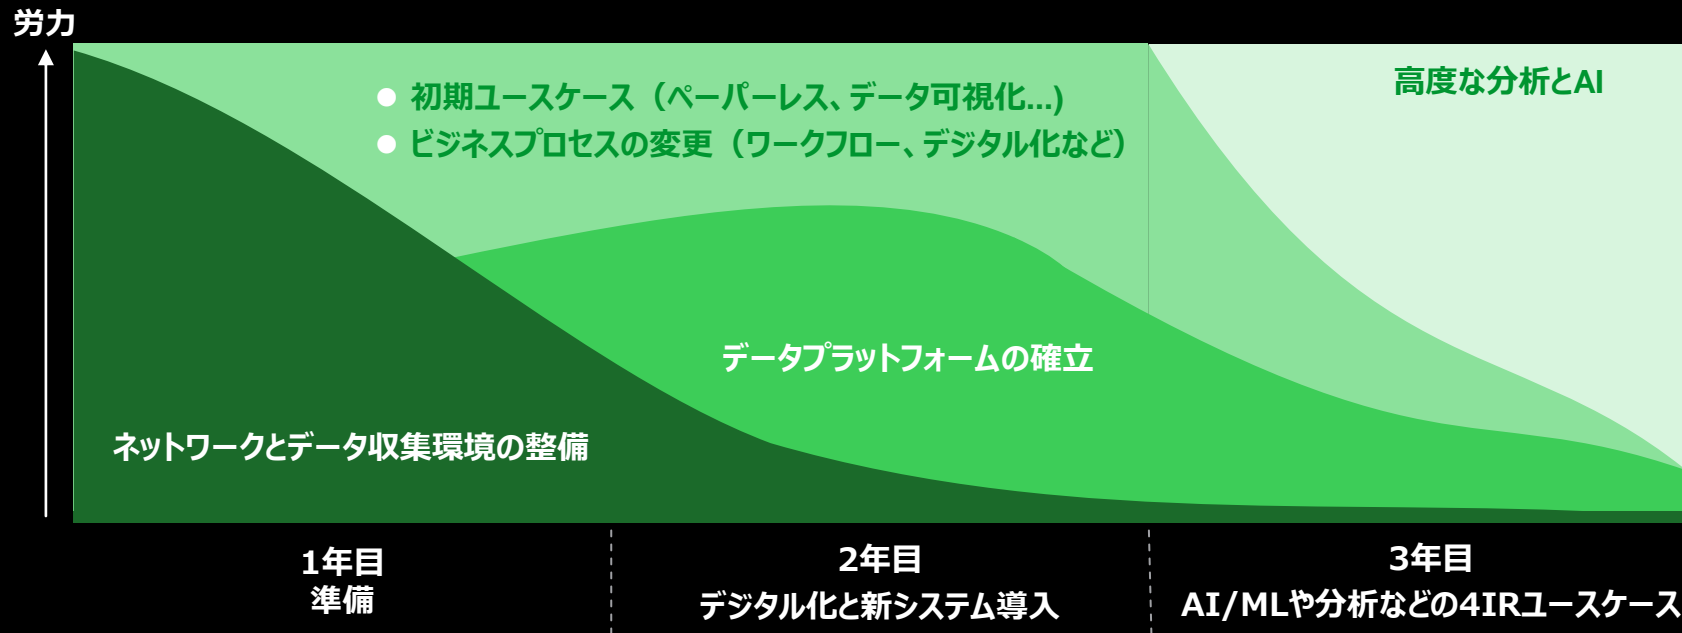 労力
● 初期ユースケース（ペーパーレス、データ可視化...)
● ビジネスプロセスの変更（ワークフロー、デジタル化など）
高度な分析とAI
データプラットフォームの確立
ネットワークとデータ収集環境の整備
1年目
準備
2年目
デジタル化と新システム導入
3年目
AI/MLや分析などの4IRユースケース